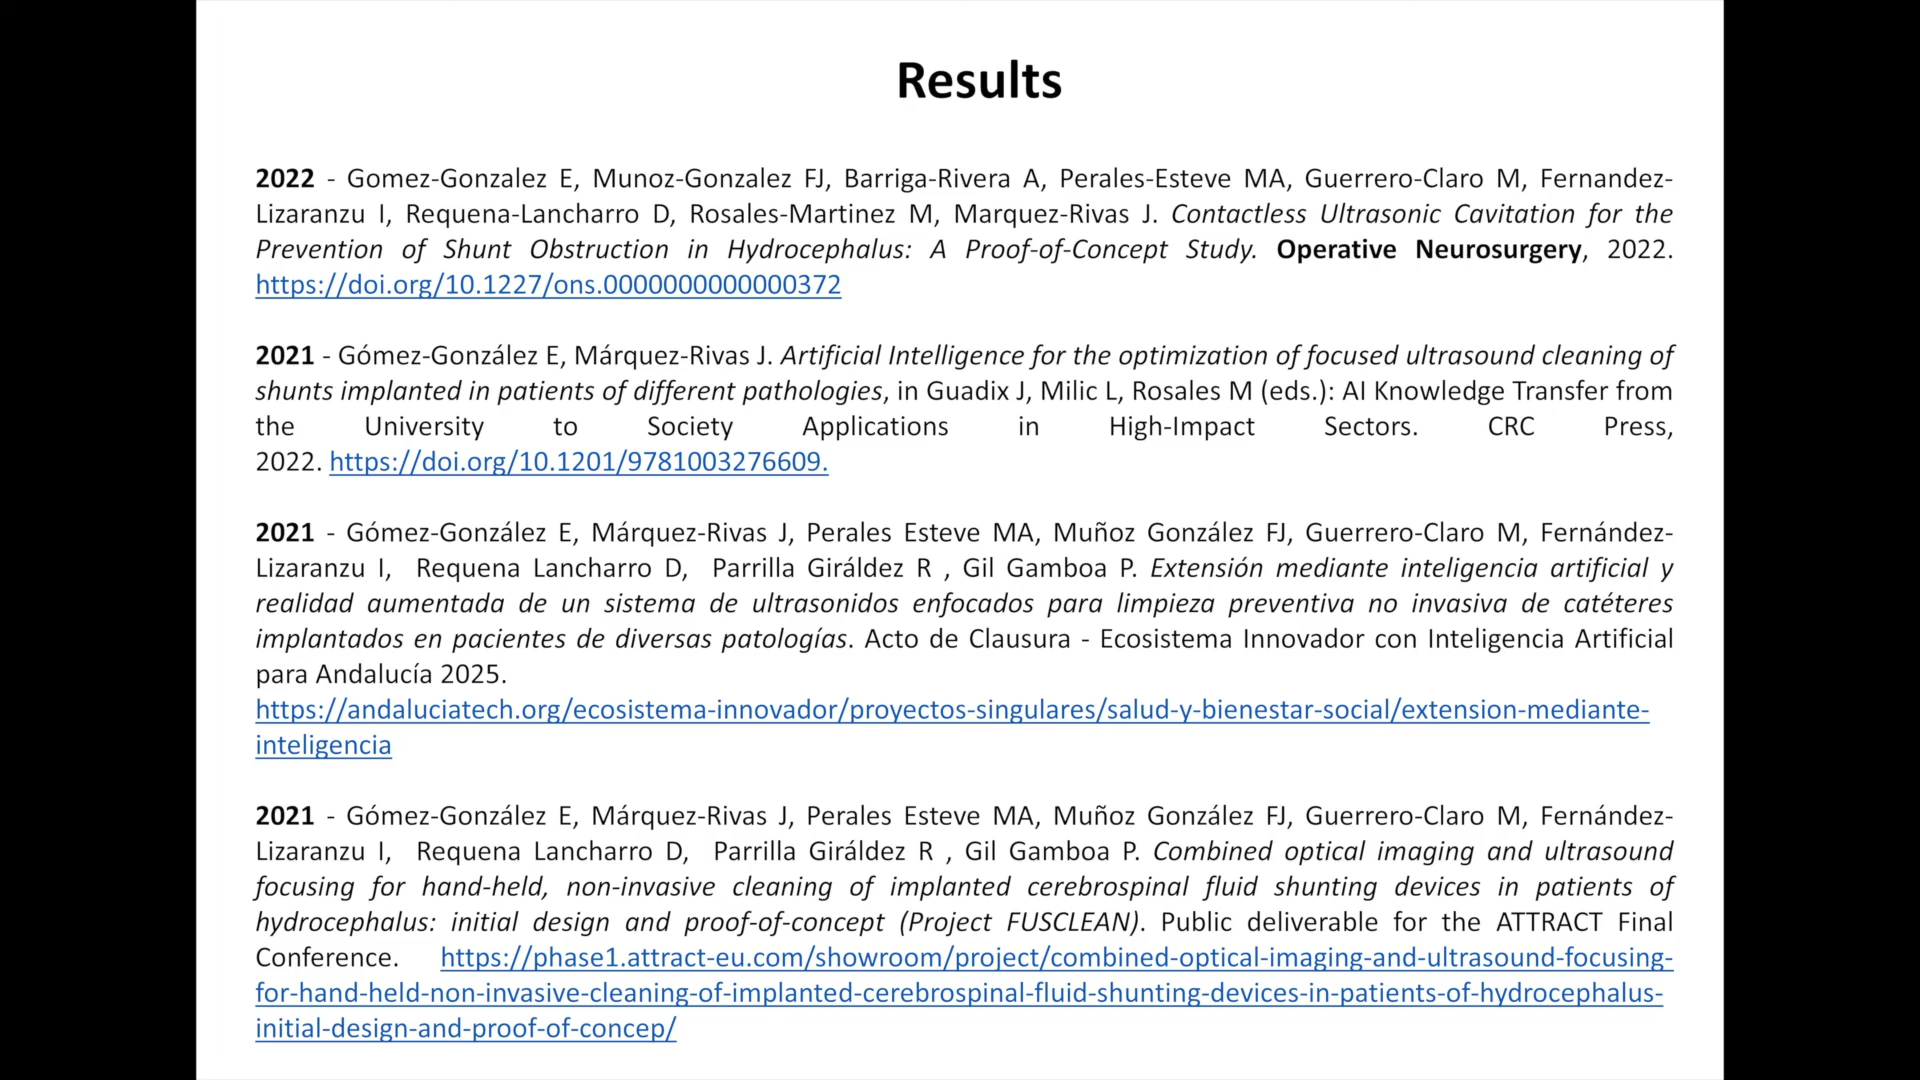 Results
2022 - Gomez-Gonzalez E, Munoz-Gonzalez FJ, Barriga-Rivera A, Perales-Esteve MA, Guerrero-Claro M, Fernandez-
Lizaranzu I, Requena-Lancharro D, Rosales-Martinez M, Marquez-Rivas J. Contactless Ultrasonic Cavitation for the
Prevention of Shunt Obstruction in Hydrocephalus: A Proof-of-Concept Study. Operative Neurosurgery, 2022.
https://doi.org/10.1227/ons.0000000000000372
2021 - Gómez-González E, Márquez-Rivas J. Artificial Intelligence for the optimization of focused ultrasound cleaning of
shunts implanted in patients of different pathologies, in Guadix J, Milic L, Rosales M (eds.): AI Knowledge Transfer from
the University to Society Applications in High-Impact Sectors. CRC Press,
2022. https://doi.org/10.1201/9781003276609.
2021 - Gómez-González E, Márquez-Rivas J, Perales Esteve MA, Muñoz González FJ, Guerrero-Claro M, Fernández-
Lizaranzu I, Requena Lancharro D, Parrilla Giráldez R , Gil Gamboa P. Extensión mediante inteligencia artificial y
realidad aumentada de un sistema de ultrasonidos enfocados para limpieza preventiva no invasiva de catéteres
implantados en pacientes de diversas patologías. Acto de Clausura - Ecosistema Innovador con Inteligencia Artificial
para Andalucía 2025.
https://andaluciatech.org/ecosistema-innovador/proyectos-singulares/salud-y-bienestar-social/extension-mediante-
inteligencia
2021 - Gómez-González E, Márquez-Rivas J, Perales Esteve MA, Muñoz González FJ, Guerrero-Claro M, Fernández-
Lizaranzu I, Requena Lancharro D, Parrilla Giráldez R , Gil Gamboa P. Combined optical imaging and ultrasound
focusing for hand-held, non-invasive cleaning of implanted cerebrospinal fluid shunting devices in patients of
hydrocephalus: initial design and proof-of-concept (Project FUSCLEAN). Public deliverable for the ATTRACT Final
Conference. https://phase1.attract-eu.com/showroom/project/combined-optical-imaging-and-ultrasound-focusing-
for-hand-held-non-invasive-cleaning-of-implanted-cerebrospinal-fluid-shunting-devices-in-patients-of-hydrocephalus-
initial-design-and-proof-of-concep/